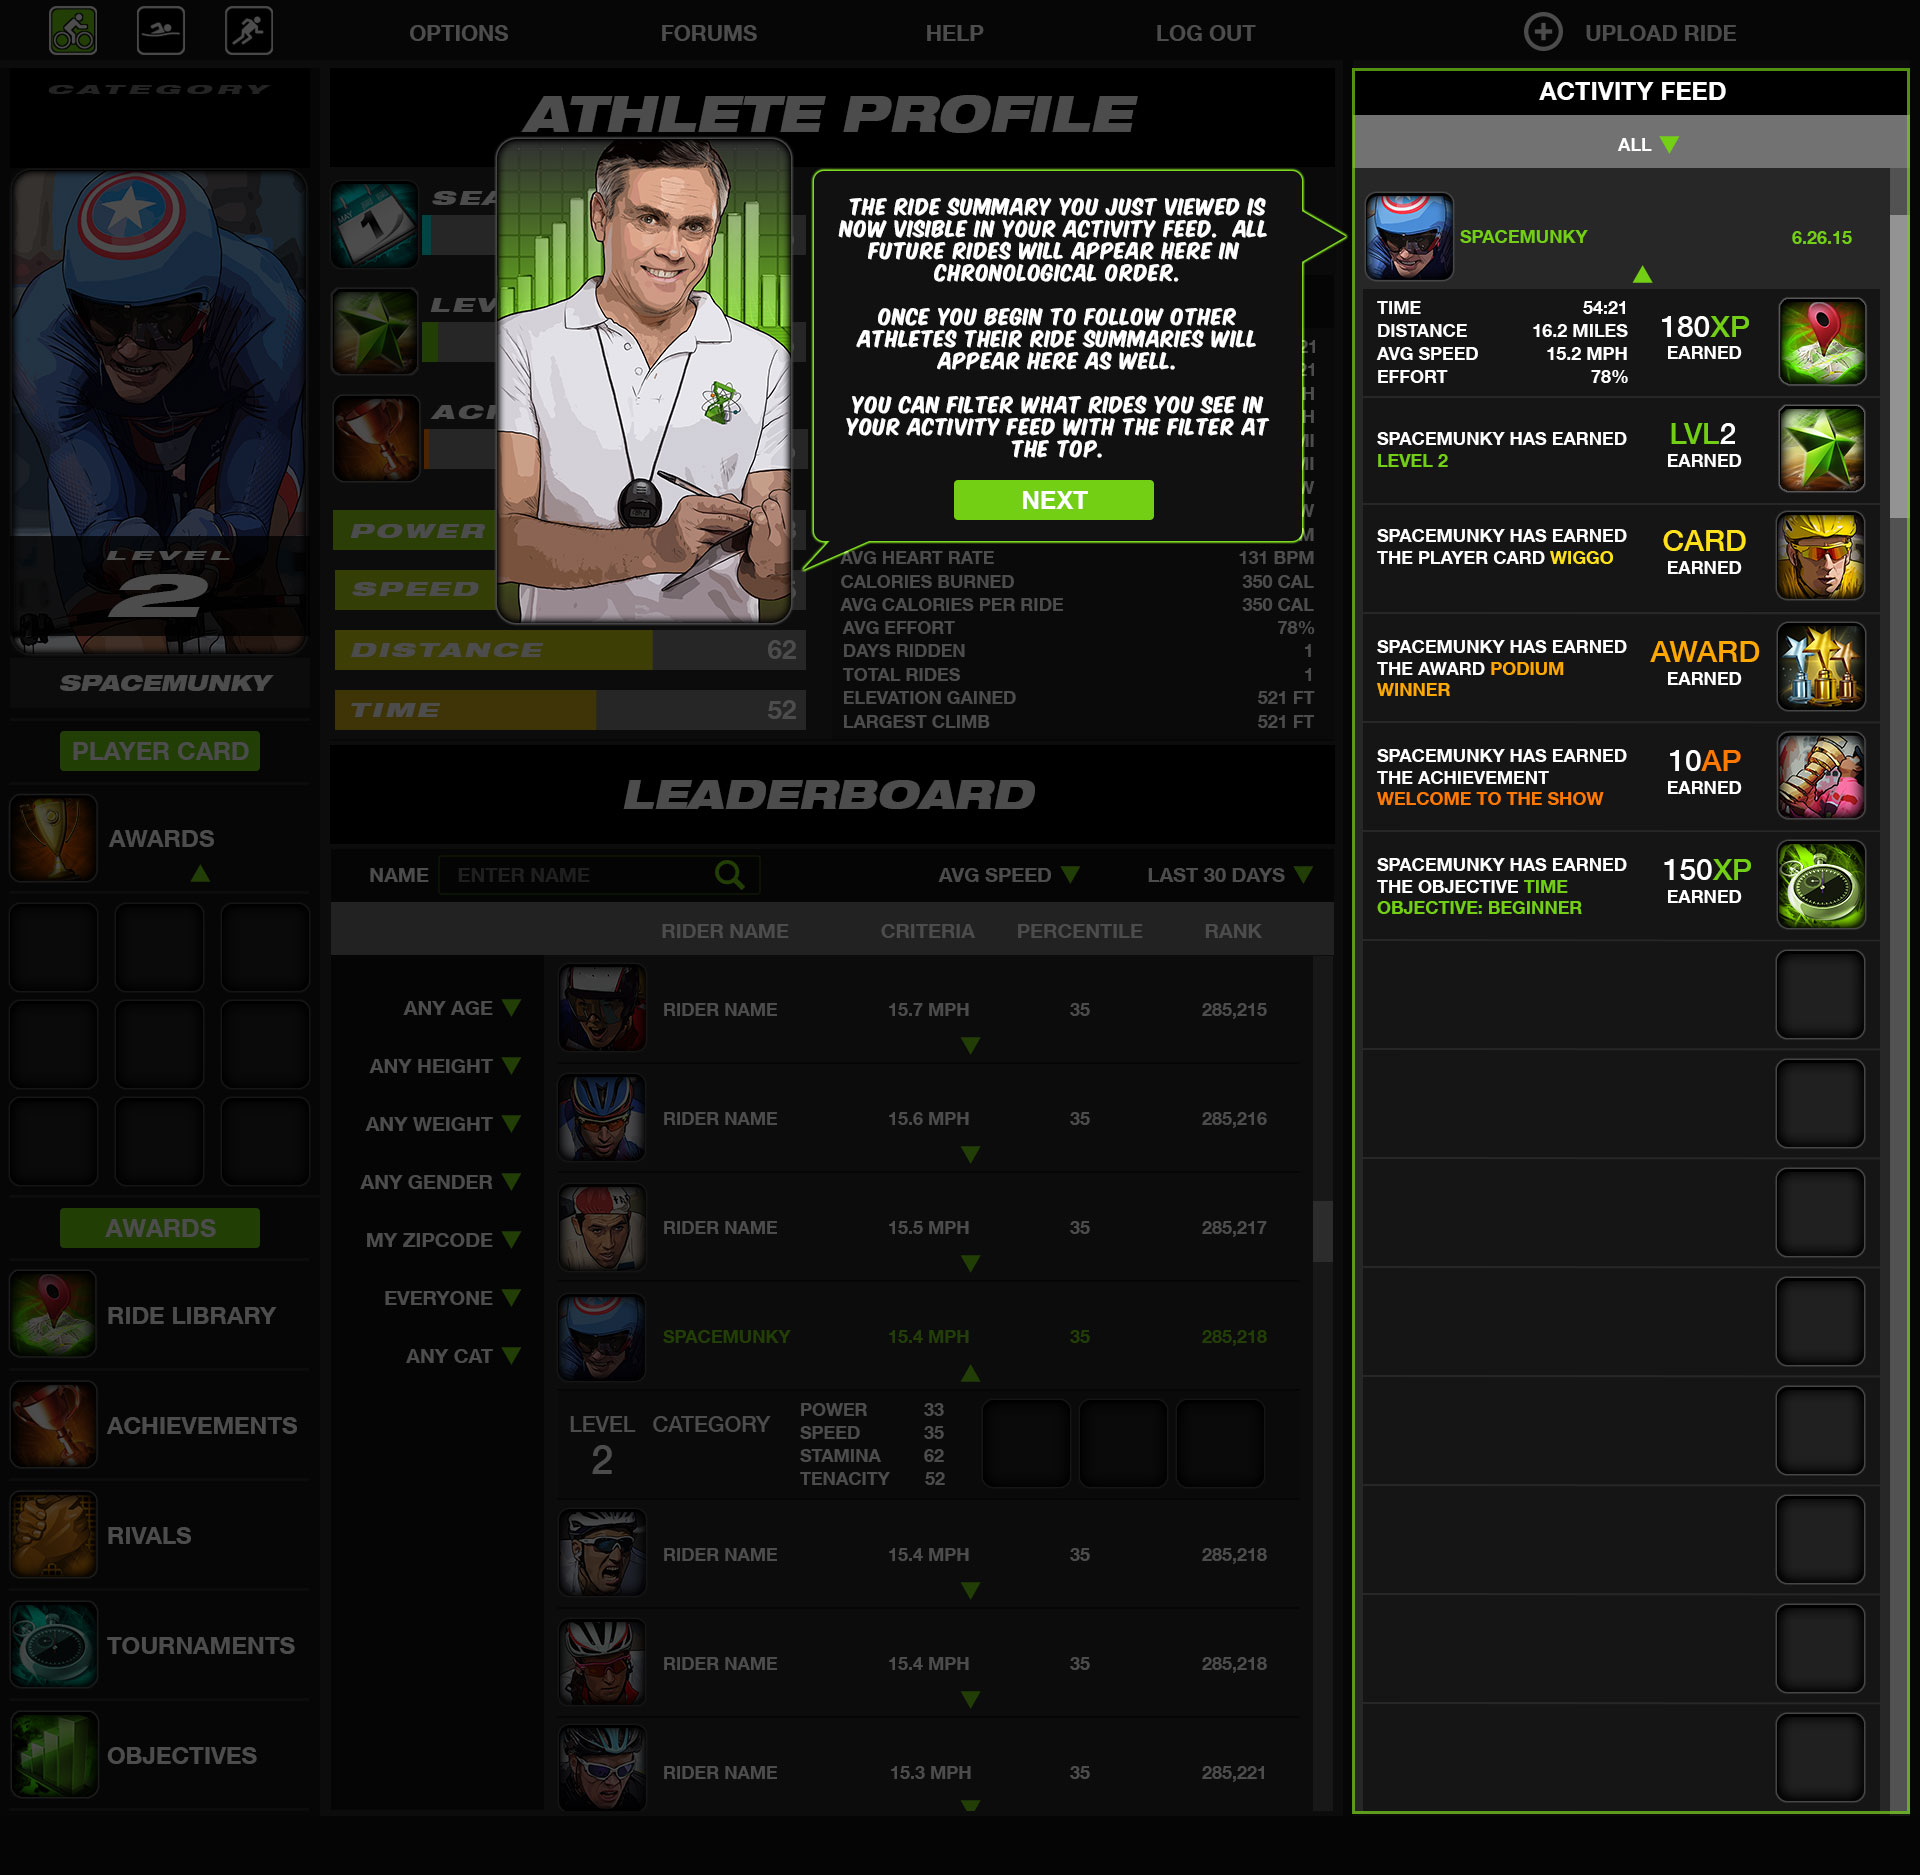 OPTIONS
FORUMS
HELP
LOG OUT
UPLOAD RIDE
CATEGORY
LEVEL
2
SPACEMUNKY
PLAYER CARD
AWARDS
AWARDS
RIDE LIBRARY
ACHIEVEMENTS
RIVALS
TOURNAMENTS
OBJECTIVES
ATHLETE PROFILE
MAY
1
POWER
SPEED
DISTANCE 62
TIME 52
THE RIDE SUMMARY YOU JUST VIEWED IS
NOW VISIBLE IN YOUR ACTIVITY FEED. ALL
FUTURE RIDES WILL APPEAR HERE IN
CHRONOLOGICAL ORDER.
ONCE YOU BEGIN TO FOLLOW OTHER
ATHLETES THEIR RIDE SUMMARIES WILL
APPEAR HERE AS WELL.
YOU CAN FILTER WHAT RIDES YOU SEE IN
YOUR ACTIVITY FEED WITH THE FILTER AT
THE TOP.
NEXT
AVG HEART RATE 131 BPM
CALORIES BURNED 350 CAL
AVG CALORIES PER RIDE 350 CAL
AVG EFFORT 78%
DAYS RIDDEN 1
TOTAL RIDES 1
ELEVATION GAINED 521 FT
LARGEST CLIMB 521 FT
LEADERBOARD
NAME ENTER NAME AVG SPEED LAST 30 DAYS
RIDER NAME CRITERIA PERCENTILE RANK
ANY AGE
ANY HEIGHT
ANY WEIGHT
ANY GENDER
MY ZIPCODE
EVERYONE
ANY CAT
RIDER NAME 15.7 MPH 35 285,215
RIDER NAME 15.6 MPH 35 285,216
RIDER NAME 15.5 MPH 35 285,217
SPACEMUNKY 15.4 MPH 35 285,218
LEVEL CATEGORY
2
POWER 33
SPEED 35
STAMINA 62
TENACITY 52
RIDER NAME 15.4 MPH 35 285,218
RIDER NAME 15.4 MPH 35 285,218
RIDER NAME 15.3 MPH 35 285,221
ACTIVITY FEED
ALL
SPACEMUNKY 6.26.15
TIME 54:21
DISTANCE 16.2 MILES
AVG SPEED 15.2 MPH
EFFORT 78%
180XP
EARNED
SPACEMUNKY HAS EARNED
LEVEL 2
LVL2
EARNED
SPACEMUNKY HAS EARNED
THE PLAYER CARD WIGGO
CARD
EARNED
SPACEMUNKY HAS EARNED
THE AWARD PODIUM
WINNER
AWARD
EARNED
SPACEMUNKY HAS EARNED
THE ACHIEVEMENT
WELCOME TO THE SHOW
10AP
EARNED
SPACEMUNKY HAS EARNED
THE OBJECTIVE TIME
OBJECTIVE: BEGINNER
150XP
EARNED